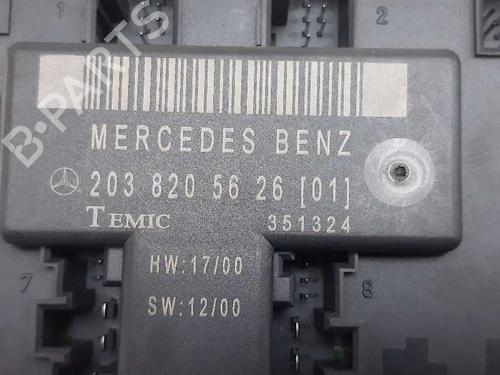 2
MERCEDES BENZ
203 820 56 26 [01]
TEMIC 351324
HW:17/00
SW:12/00
7
8
B-PARTS